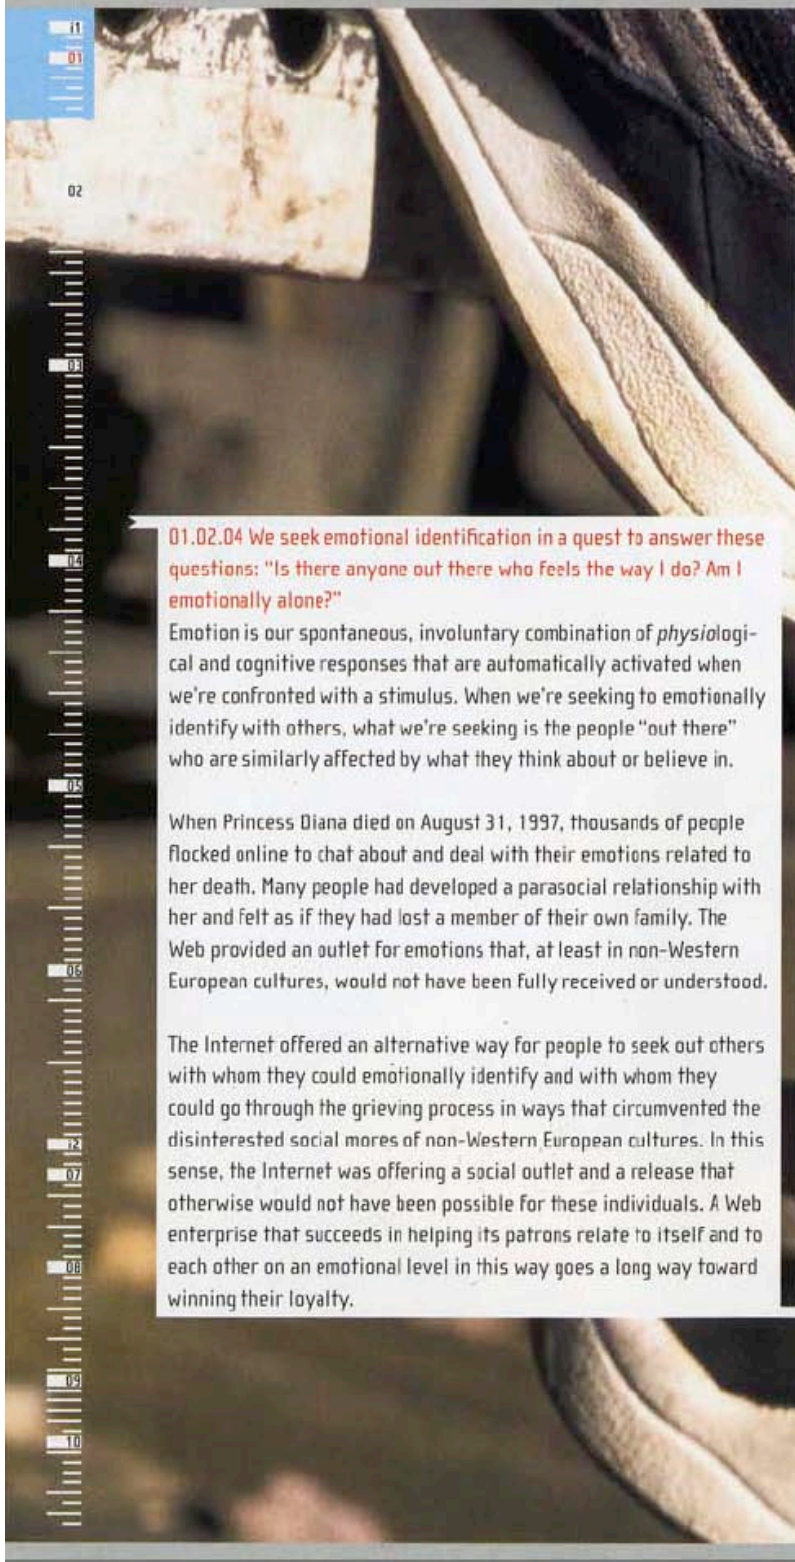 i1
01
02
03
04
05
06
i2
07
08
09
10
01.02.04 We seek emotional identification in a quest to answer these
questions: "Is there anyone out there who feels the way I do? Am I
emotionally alone?"
Emotion is our spontaneous, involuntary combination of physiologi-
cal and cognitive responses that are automatically activated when
we're confronted with a stimulus. When we're seeking to emotionally
identify with others, what we're seeking is the people "out there"
who are similarly affected by what they think about or believe in.
When Princess Diana died on August 31, 1997, thousands of people
flocked online to chat about and deal with their emotions related to
her death. Many people had developed a parasocial relationship with
her and felt as if they had lost a member of their own family. The
Web provided an outlet for emotions that, at least in non-Western
European cultures, would not have been fully received or understood.
The Internet offered an alternative way for people to seek out others
with whom they could emotionally identify and with whom they
could go through the grieving process in ways that circumvented the
disinterested social mores of non-Western European cultures. In this
sense, the Internet was offering a social outlet and a release that
otherwise would not have been possible for these individuals. A Web
enterprise that succeeds in helping its patrons relate to itself and to
each other on an emotional level in this way goes a long way toward
winning their loyalty.